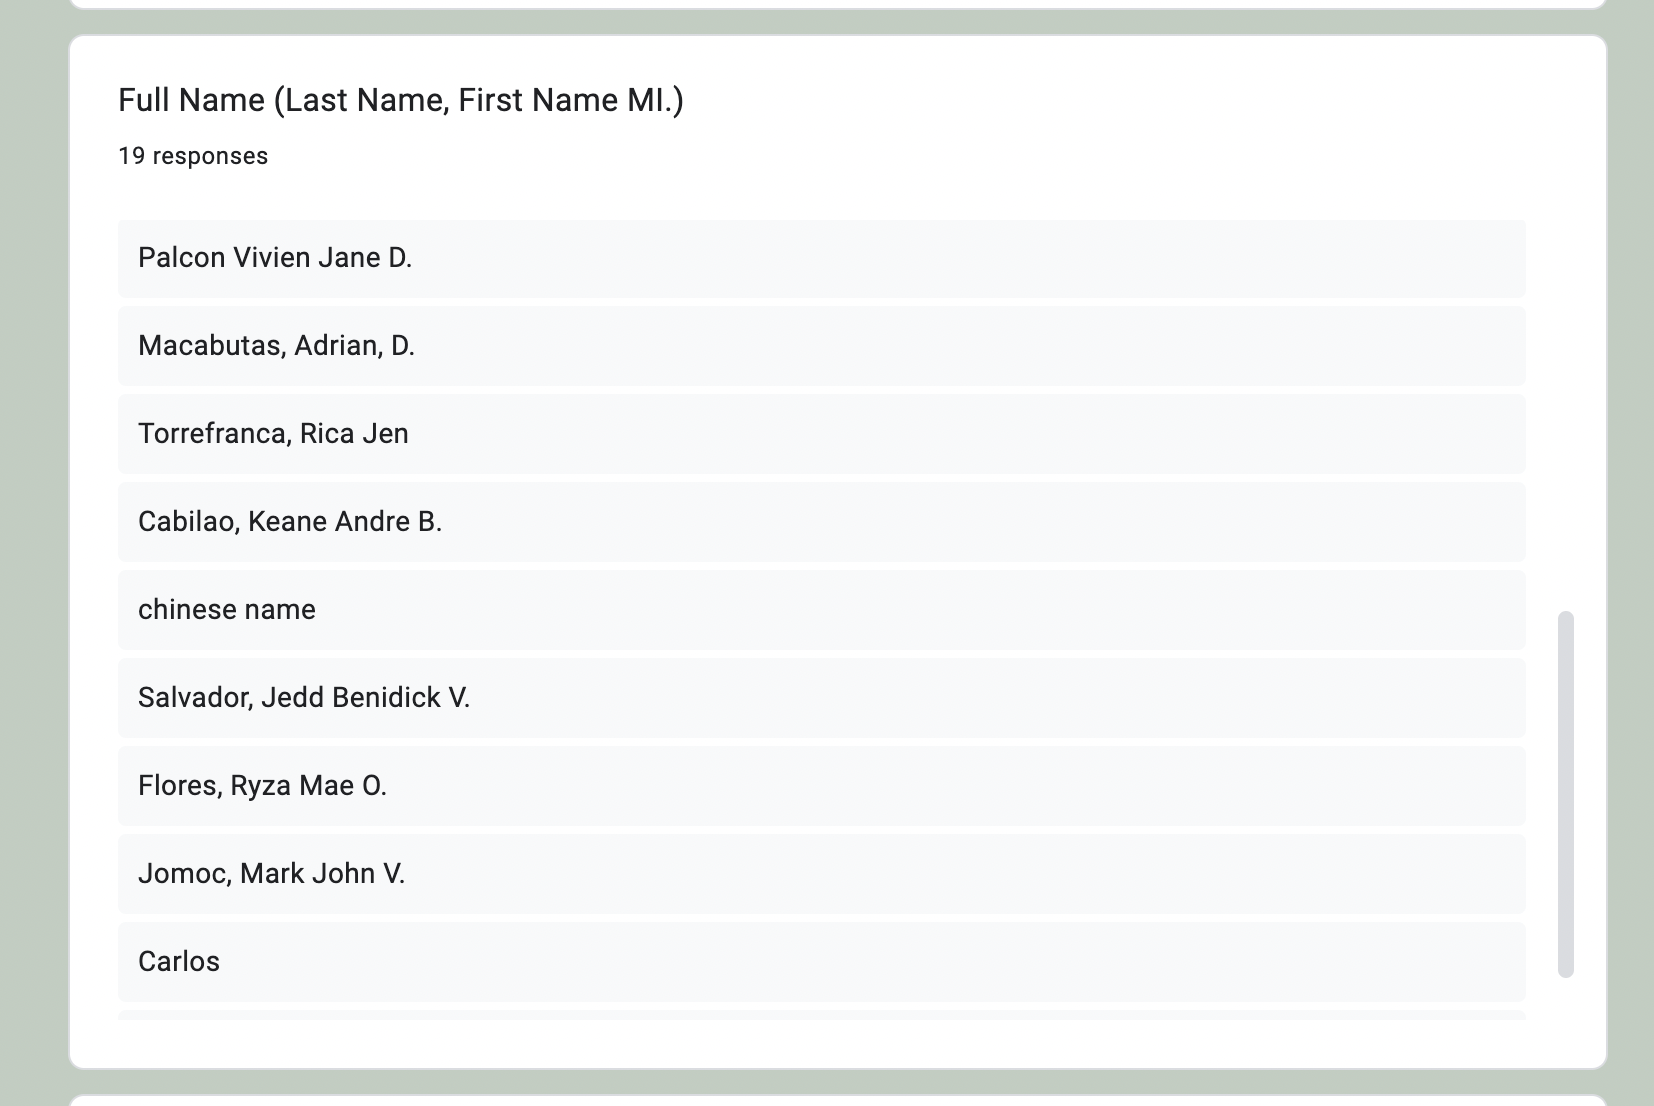 Full Name (Last Name, First Name MI.)
19 responses
Palcon Vivien Jane D.
Macabutas, Adrian, D.
Torrefranca, Rica Jen
Cabilao, Keane Andre B.
chinese name
Salvador, Jedd Benidick V.
Flores, Ryza Mae O.
Jomoc, Mark John V.
Carlos